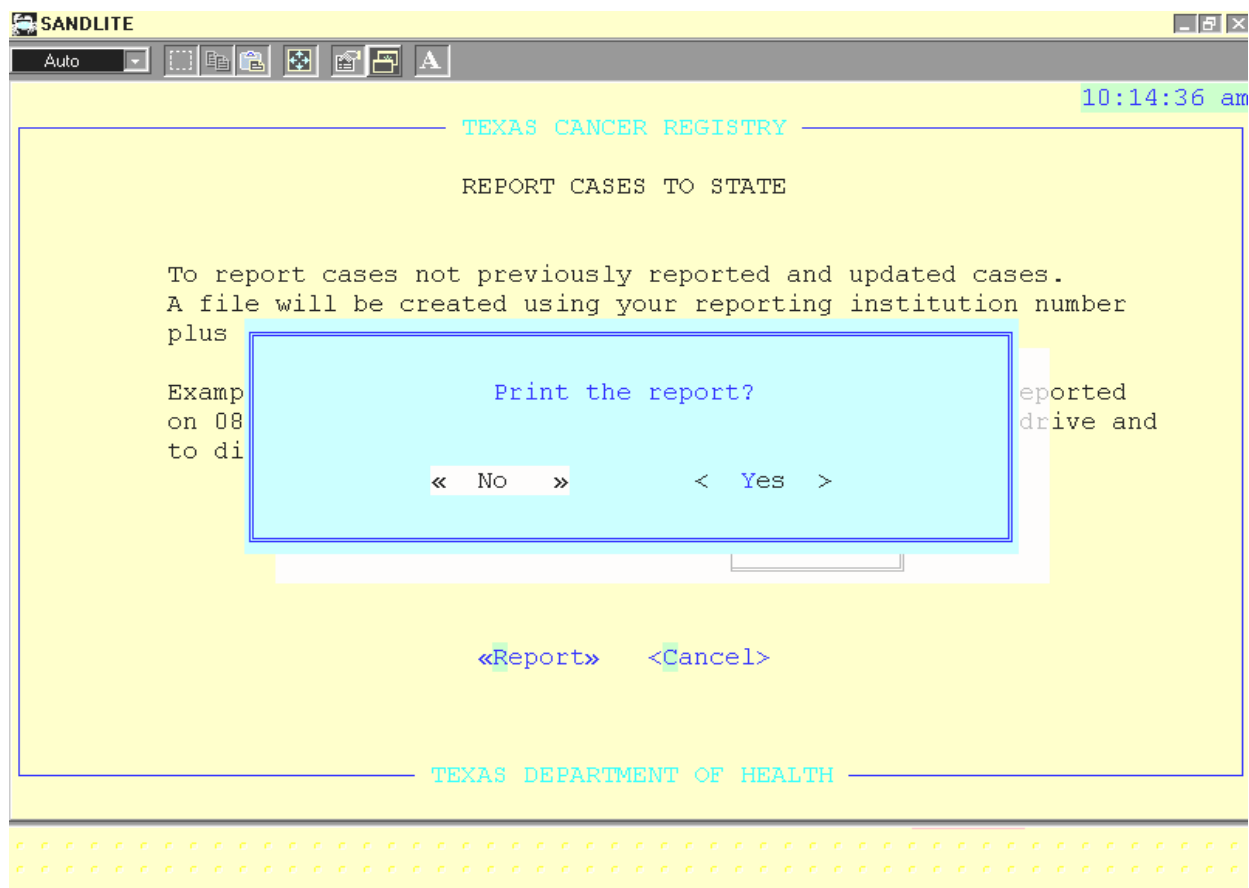 SANDLITE
Auto
A
10:14:36 am
TEXAS CANCER REGISTRY
REPORT CASES TO STATE
To report cases not previously reported and updated cases.
A file will be created using your reporting institution number
plus
Examp eported
on 08 drive and
to di
Print the report?
« No » < Yes >
«Report» <Cancel>
TEXAS DEPARTMENT OF HEALTH